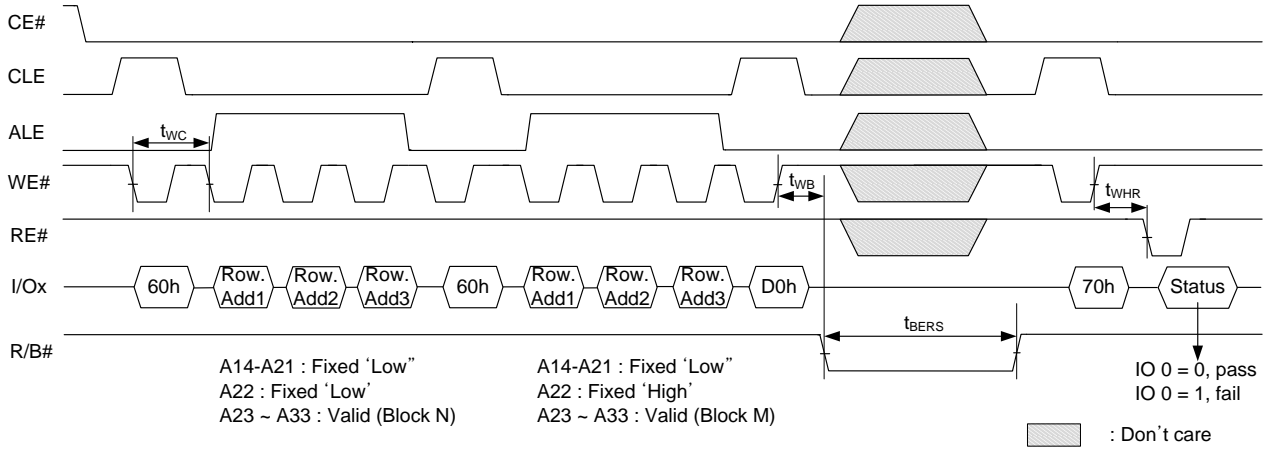 CE#
CLE
ALE
tWC
WE#
tWB
tWHR
RE#
I/Ox
60h
Row. Add1
Row. Add2
Row. Add3
60h
Row. Add1
Row. Add2
Row. Add3
D0h
70h
Status
tBERS
R/B#
A14-A21 : Fixed ‘Low”
A22 : Fixed ‘Low’
A23 ~ A33 : Valid (Block N)
A14-A21 : Fixed ‘Low”
A22 : Fixed ‘High’
A23 ~ A33 : Valid (Block M)
IO 0 = 0, pass
IO 0 = 1, fail
: Don’t care